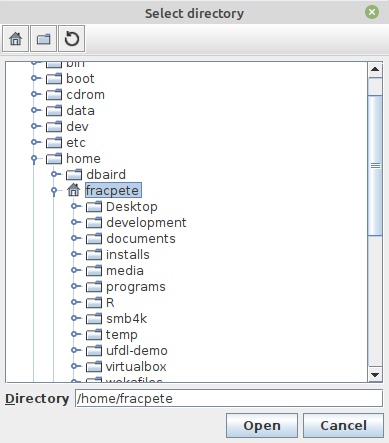 Select directory
bin
boot
cdrom
data
dev
etc
home
dbaird
fracpete
Desktop
development
documents
installs
media
programs
R
smb4k
temp
ufdl-demo
virtualbox
wekafiles
Directory /home/fracpete
Open Cancel